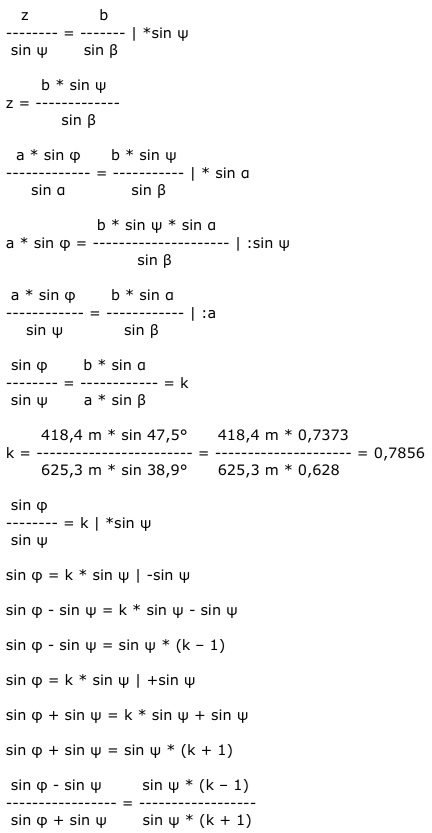 z b
-------- = ------- | *sin ψ
sin ψ sin β
b * sin ψ
z = -------------
sin β
a * sin φ b * sin ψ
------------- = ----------- | * sin ɑ
sin ɑ sin β
b * sin ψ * sin ɑ
a * sin φ = --------------------- | :sin ψ
sin β
a * sin φ b * sin ɑ
------------ = ------------ | :a
sin ψ sin β
sin φ b * sin ɑ
-------- = ------------ = k
sin ψ a * sin β
418,4 m * sin 47,5° 418,4 m * 0,7373
k = ------------------------ = --------------------- = 0,7856
625,3 m * sin 38,9° 625,3 m * 0,628
sin φ
-------- = k | *sin ψ
sin ψ
sin φ = k * sin ψ | -sin ψ
sin φ - sin ψ = k * sin ψ - sin ψ
sin φ - sin ψ = sin ψ * (k – 1)
sin φ = k * sin ψ | +sin ψ
sin φ + sin ψ = k * sin ψ + sin ψ
sin φ + sin ψ = sin ψ * (k + 1)
sin φ - sin ψ sin ψ * (k – 1)
----------------- = ------------------
sin φ + sin ψ sin ψ * (k + 1)